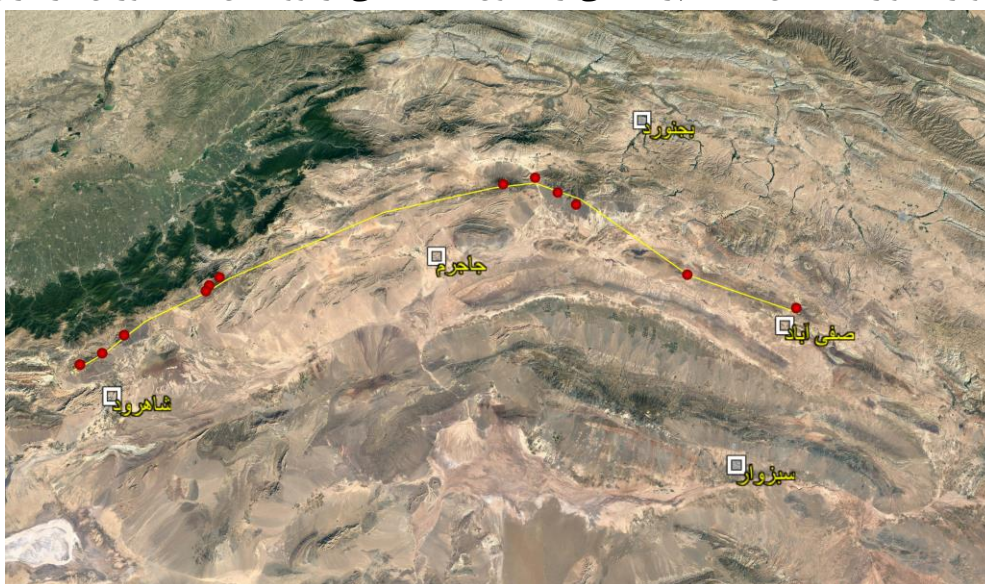 بجنورد
جاجرم
صفی آباد
شاهرود
سبزوار